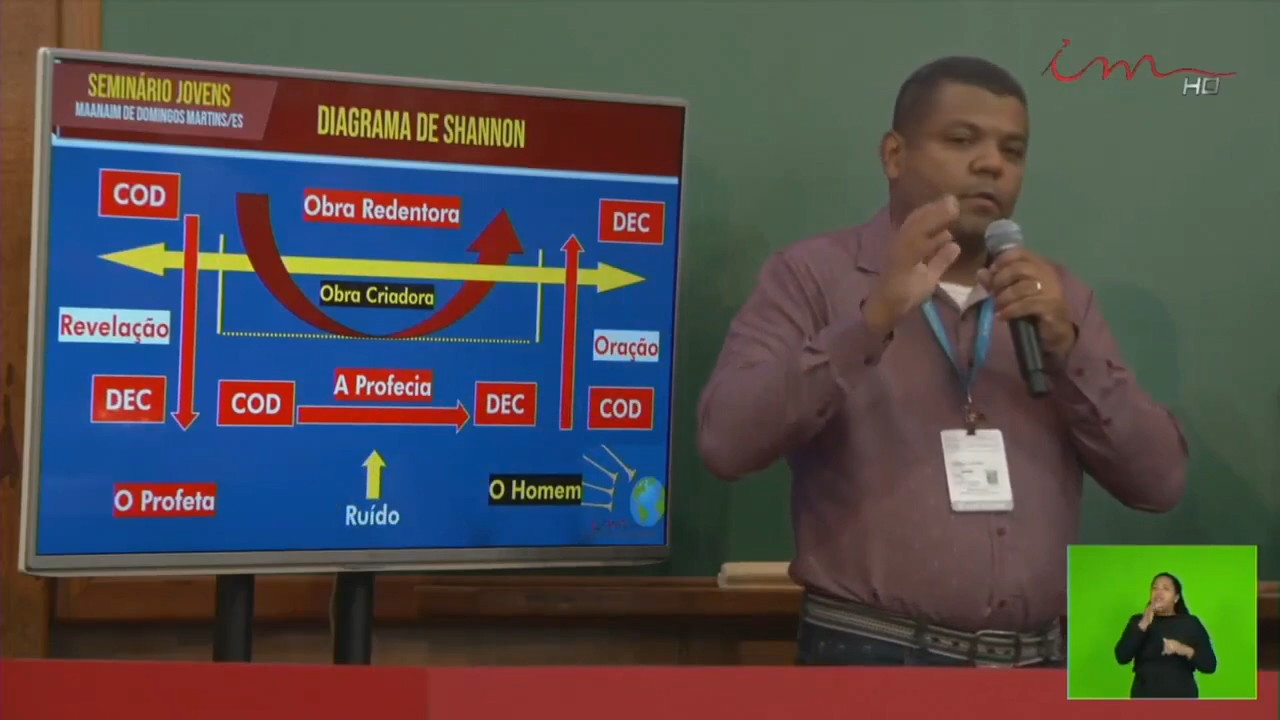 SEMINÁRIO JOVENS
MAANAIM DE DOMINGOS MARTINS/ES
DIAGRAMA DE SHANNON
im
HD
COD
Obra Redentora
DEC
Obra Criadora
Revelação
Oração
DEC
COD
A Profecia
DEC
COD
O Profeta
Ruído
O Homem